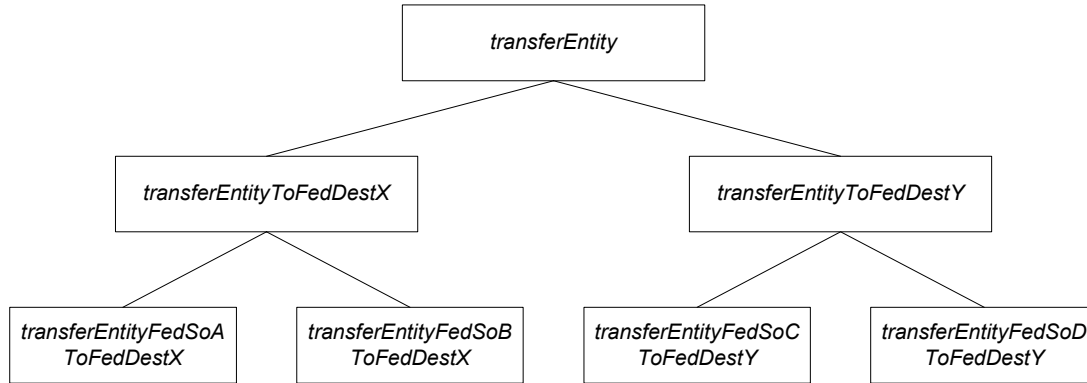 transferEntity
transferEntityToFedDestX
transferEntityToFedDestY
transferEntityFedSoA
ToFedDestX
transferEntityFedSoB
ToFedDestX
transferEntityFedSoC
ToFedDestY
transferEntityFedSoD
ToFedDestY